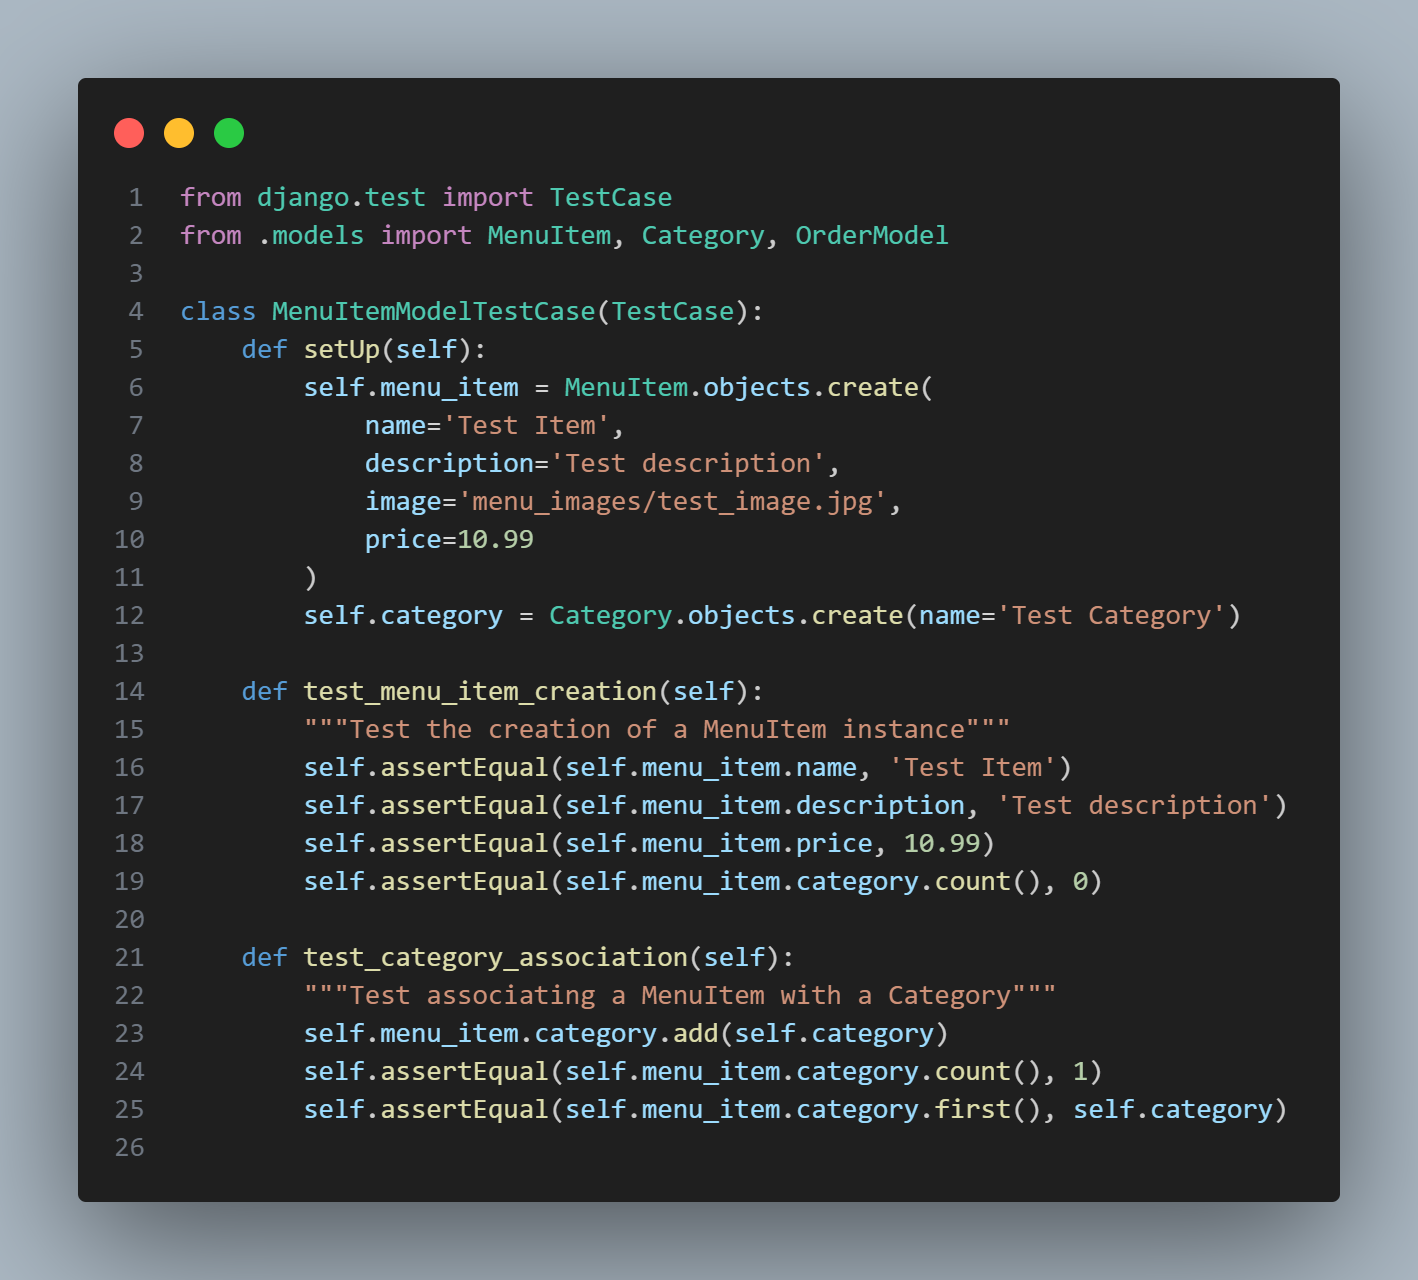 1 from django.test import TestCase
2 from .models import MenuItem, Category, OrderModel
3
4 class MenuItemModelTestCase(TestCase):
5     def setUp(self):
6         self.menu_item = MenuItem.objects.create(
7             name='Test Item',
8             description='Test description',
9             image='menu_images/test_image.jpg',
10             price=10.99
11         )
12         self.category = Category.objects.create(name='Test Category')
13
14     def test_menu_item_creation(self):
15         """Test the creation of a MenuItem instance"""
16         self.assertEqual(self.menu_item.name, 'Test Item')
17         self.assertEqual(self.menu_item.description, 'Test description')
18         self.assertEqual(self.menu_item.price, 10.99)
19         self.assertEqual(self.menu_item.category.count(), 0)
20
21     def test_category_association(self):
22         """Test associating a MenuItem with a Category"""
23         self.menu_item.category.add(self.category)
24         self.assertEqual(self.menu_item.category.count(), 1)
25         self.assertEqual(self.menu_item.category.first(), self.category)
26